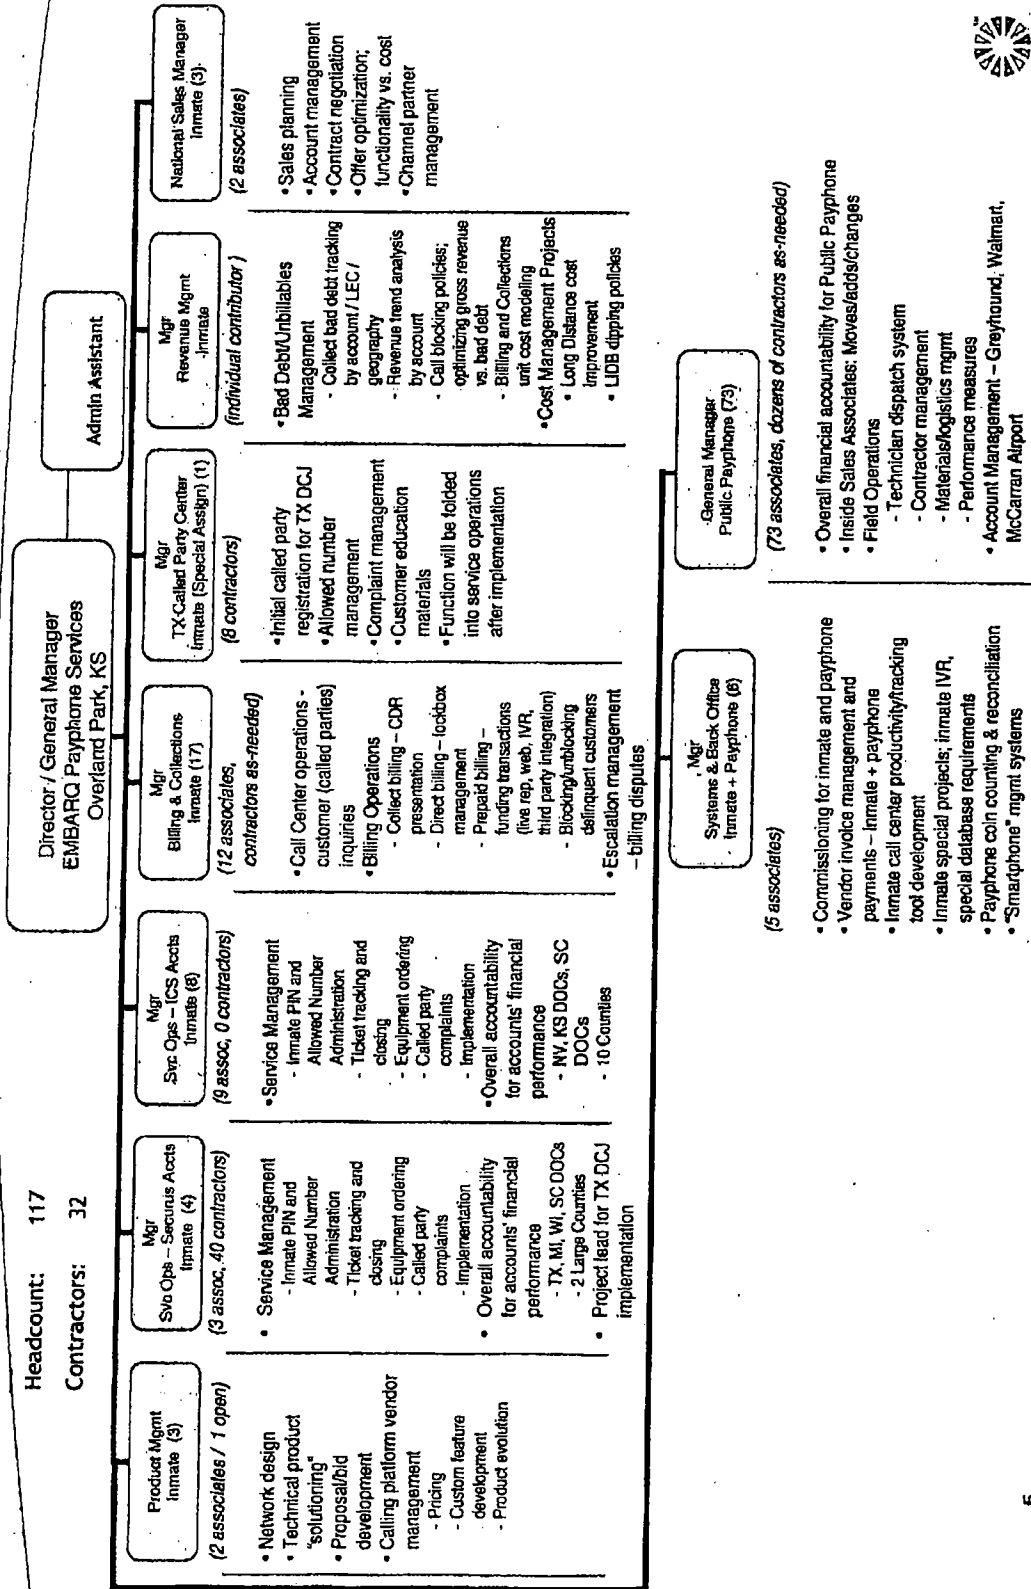 Headcount: 117
Contractors: 32
Director / General Manager
EMBARQ Payphone Services
Overland Park, KS
Admin Assistant
Product Mgmt
Inmate (3)
(2 associates / 1 open)
• Network design
• Technical product
"solutioning"
• Proposal/bid
development
• Calling platform vendor
management
- Pricing
- Custom feature
development
- Product evolution
Mgr
Svc Ops – Securus Accts
Inmate (4)
(3 assoc, 40 contractors)
• Service Management
- Inmate PIN and
Allowed Number
Administration
- Ticket tracking and
closing
- Equipment ordering
- Called party
complaints
- Implementation
• Overall accountability
for accounts' financial
performance
- TX, MI, WI, SC DOCs
- 2 Large Counties
• Project lead for TX DCJ
implementation
Mgr
Svc Ops – ICS Accts
Inmate (8)
(9 assoc, 0 contractors)
• Service Management
- Inmate PIN and
Allowed Number
Administration
- Ticket tracking and
closing
- Equipment ordering
- Called party
complaints
- Implementation
• Overall accountability
for accounts' financial
performance
- NV, KS DOCs, SC
DOCs
- 10 Counties
Mgr
Billing & Collections
Inmate (17)
(12 associates,
contractors as-needed)
• Call Center operations -
customer (called parties)
inquiries
• Billing Operations
- Collect billing – CDR
presentation
- Direct billing – lockbox
management
- Prepaid billing –
funding transactions
(live rep, web, IVR,
third party integration)
- Blocking/unblocking
delinquent customers
• Escalation management
– billing disputes
Mgr
TX-Called Party Center
Inmate [Special Assign] (1)
(8 contractors)
• Initial called party
registration for TX DCJ
• Allowed number
management
• Complaint management
• Customer education
materials
• Function will be folded
into service operations
after implementation
Mgr
Revenue Mgmt
-Inmate
(individual contributor )
• Bad Debt/Unbillables
Management
- Collect bad debt tracking
by account / LEC /
geography
- Revenue trend analysis
by account
- Call blocking policies;
optimizing gross revenue
vs. bad debt
- Billing and Collections
unit cost modeling
• Cost Management Projects
• Long Distance cost
Improvement
• LIDB dipping policies
National Sales Manager
Inmate (3)
(2 associates)
• Sales planning
• Account management
• Contract negotiation
• Offer optimization;
functionality vs. cost
• Channel partner
management
Mgr
Systems & Back Office
Inmate + Payphone (6)
(5 associates)
• Commissioning for inmate and payphone
• Vendor invoice management and
payments – Inmate + payphone
• Inmate call center productivity/tracking
tool development
• Inmate special projects; inmate IVR,
special database requirements
• Payphone coin counting & reconciliation
• "Smartphone" mgmt systems
General Manager
Public Payphone (73)
(73 associates, dozens of contractors as-needed)
• Overall financial accountability for Public Payphone
• Inside Sales Associates: Moves/adds/changes
• Field Operations
- Technician dispatch system
- Contractor management
- Materials/logistics mgmt
- Performance measures
• Account Management – Greyhound, Walmart,
McCarran Airport
5